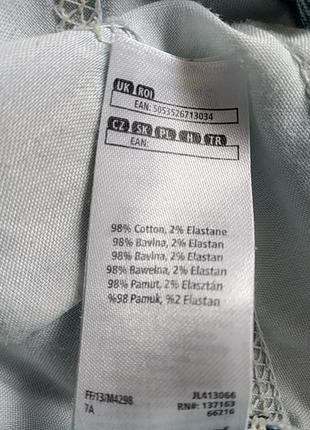 UK ROI
EAN: 5053526713034
CZ SK PL H TR
EAN:
98% Cotton, 2% Elastane
98% Bavlna, 2% Elastan
98% Bavlna, 2% Elastan
98% Bawełna, 2% Elastan
98% Pamut, 2% Elasztán
%98 Pamuk, %2 Elastan
FF/13/M4298 JL413066
7A RN#: 137163
66216